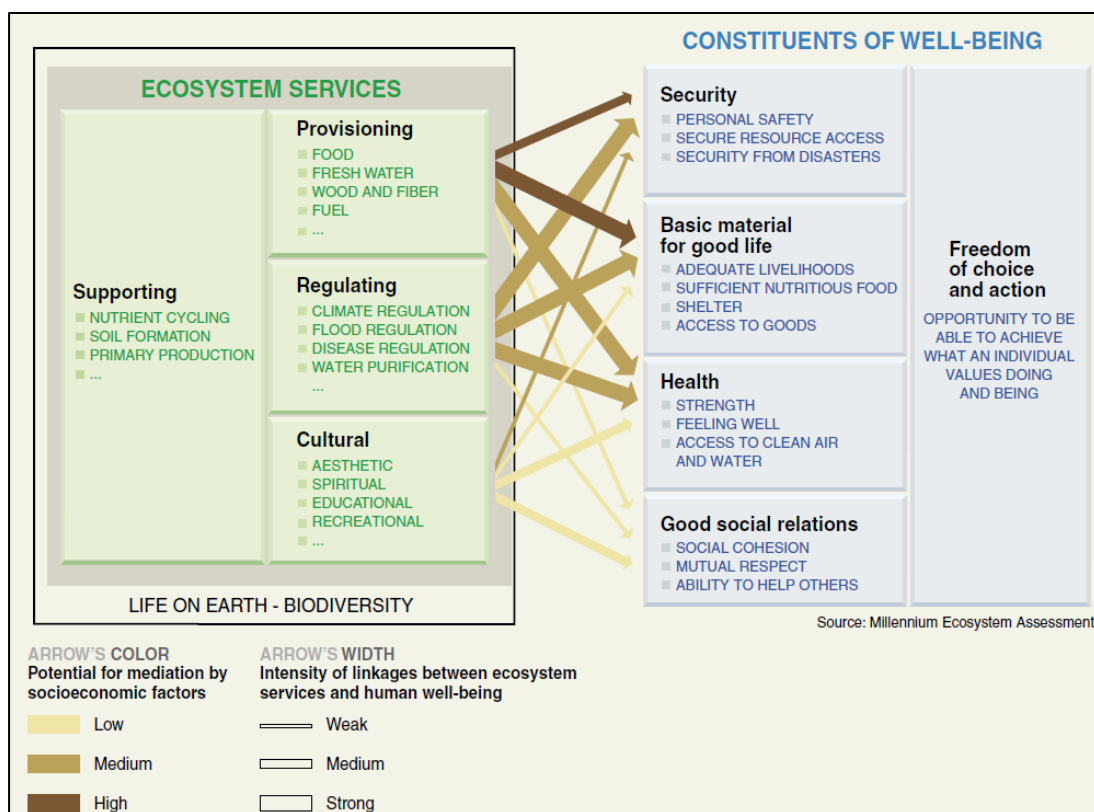 CONSTITUENTS OF WELL-BEING
ECOSYSTEM SERVICES
Supporting
NUTRIENT CYCLING
SOIL FORMATION
PRIMARY PRODUCTION
...
Provisioning
FOOD
FRESH WATER
WOOD AND FIBER
FUEL
...
Regulating
CLIMATE REGULATION
FLOOD REGULATION
DISEASE REGULATION
WATER PURIFICATION
...
Cultural
AESTHETIC
SPIRITUAL
EDUCATIONAL
RECREATIONAL
...
LIFE ON EARTH - BIODIVERSITY
Security
PERSONAL SAFETY
SECURE RESOURCE ACCESS
SECURITY FROM DISASTERS
Basic material
for good life
ADEQUATE LIVELIHOODS
SUFFICIENT NUTRITIOUS FOOD
SHELTER
ACCESS TO GOODS
Health
STRENGTH
FEELING WELL
ACCESS TO CLEAN AIR
AND WATER
Good social relations
SOCIAL COHESION
MUTUAL RESPECT
ABILITY TO HELP OTHERS
Freedom
of choice
and action
OPPORTUNITY TO BE
ABLE TO ACHIEVE
WHAT AN INDIVIDUAL
VALUES DOING
AND BEING
Source: Millennium Ecosystem Assessment
ARROW'S COLOR
Potential for mediation by
socioeconomic factors
Low
Medium
High
ARROW'S WIDTH
Intensity of linkages between ecosystem
services and human well-being
Weak
Medium
Strong